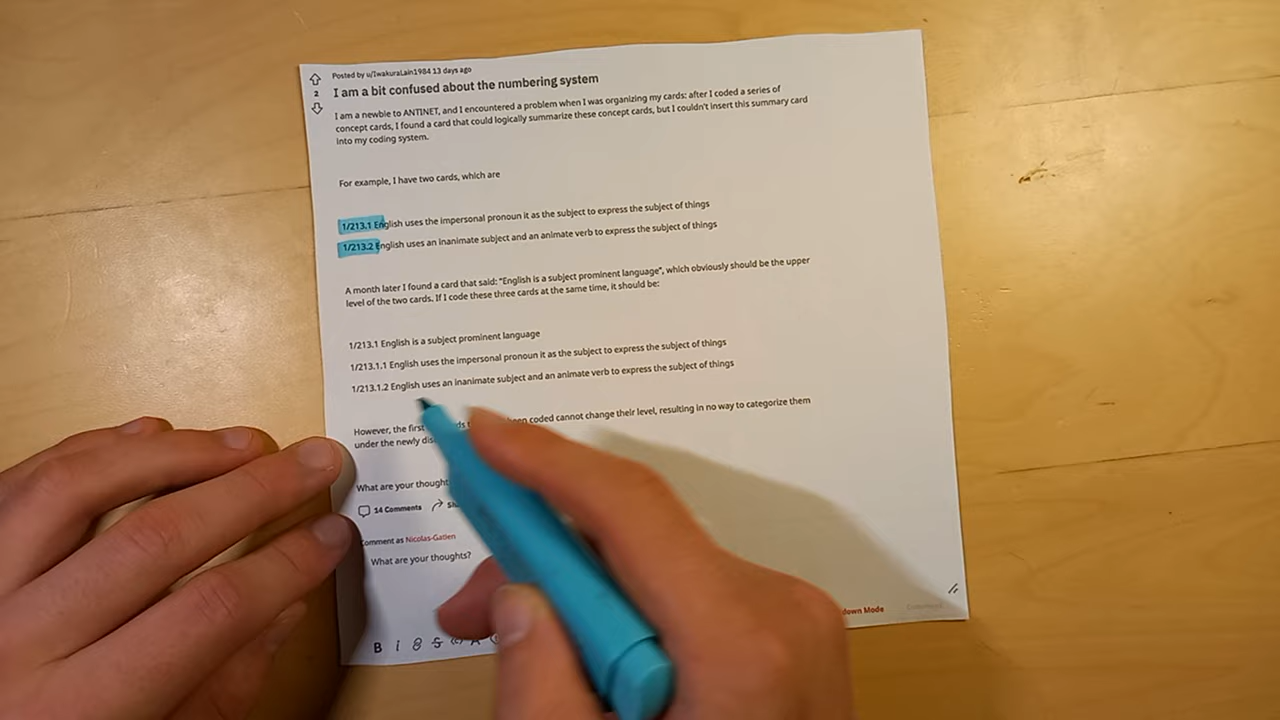 Posted by u/IwakuraLain1984 13 days ago
2
I am a bit confused about the numbering system
I am a newbie to ANTINET, and I encountered a problem when I was organizing my cards: after I coded a series of
concept cards, I found a card that could logically summarize these concept cards, but I couldn't insert this summary card
into my coding system.
For example, I have two cards, which are
1/213.1 English uses the impersonal pronoun it as the subject to express the subject of things
1/213.2 English uses an inanimate subject and an animate verb to express the subject of things
A month later I found a card that said: "English is a subject prominent language", which obviously should be the upper
level of the two cards. If I code these three cards at the same time, it should be:
1/213.1 English is a subject prominent language
1/213.1.1 English uses the impersonal pronoun it as the subject to express the subject of things
1/213.1.2 English uses an inanimate subject and an animate verb to express the subject of things
However, the first coded cannot change their level, resulting in no way to categorize them
under the newly
What are your
14 Comments
Comment as Nicolas-Gatien
What are your thoughts?
Mode
Comment
B i S